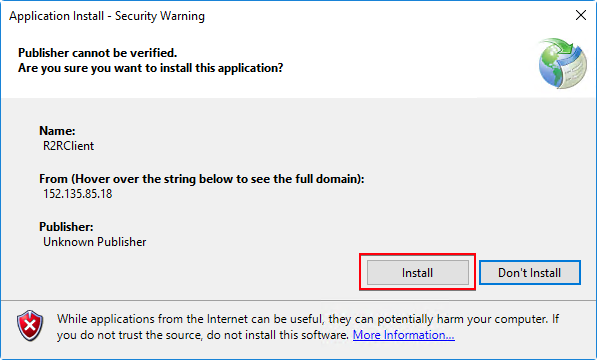 Application Install - Security Warning
Publisher cannot be verified.
Are you sure you want to install this application?
Name:
R2RClient
From (Hover over the string below to see the full domain):
152.135.85.18
Publisher:
Unknown Publisher
Install
Don't Install
While applications from the Internet can be useful, they can potentially harm your computer. If
you do not trust the source, do not install this software. More Information...